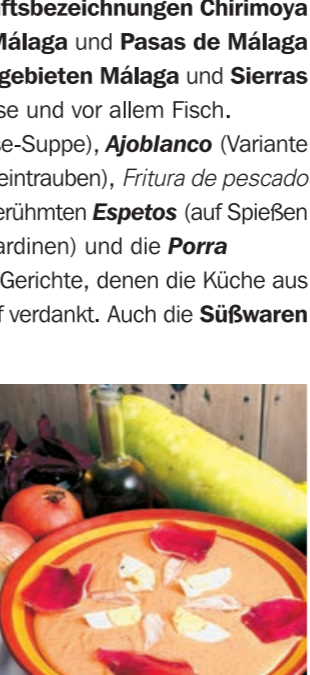 ftsbezeichnungen Chirimoya
Málaga und Pasas de Málaga
gebieten Málaga und Sierras
se und vor allem Fisch.
e-Suppe), Ajoblanco (Variante
eintrauben), Fritura de pescado
erühmten Espetos (auf Spießen
ardinen) und die Porra
Gerichte, denen die Küche aus
f verdankt. Auch die Süßwaren